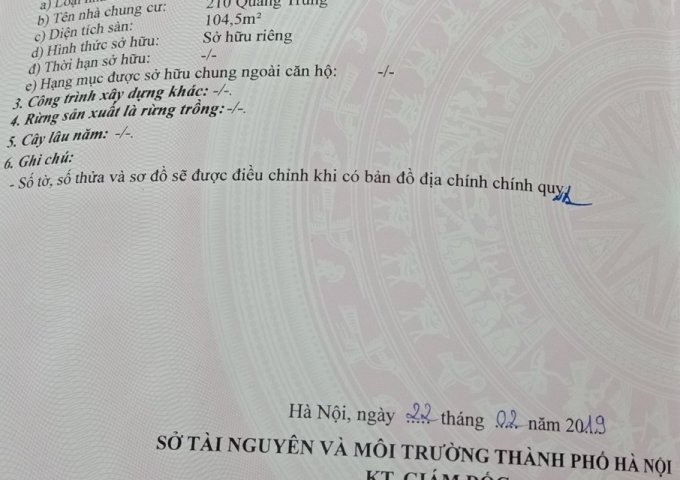 a) Loại
b) Tên nhà chung cư: 210 Quang Trung
c) Diện tích sàn: 104,5m²
d) Hình thức sở hữu: Sở hữu riêng
đ) Thời hạn sở hữu: -/-
e) Hạng mục được sở hữu chung ngoài căn hộ: -/-
3. Công trình xây dựng khác: -/-.
4. Rừng sản xuất là rừng trồng: -/-.
5. Cây lâu năm: -/-.
6. Ghi chú:
- Số tờ, số thửa và sơ đồ sẽ được điều chỉnh khi có bản đồ địa chính chính quy
Hà Nội, ngày 22 tháng 02 năm 2019
SỞ TÀI NGUYÊN VÀ MÔI TRƯỜNG THÀNH PHỐ HÀ NỘI
KT. GIÁM ĐỐC